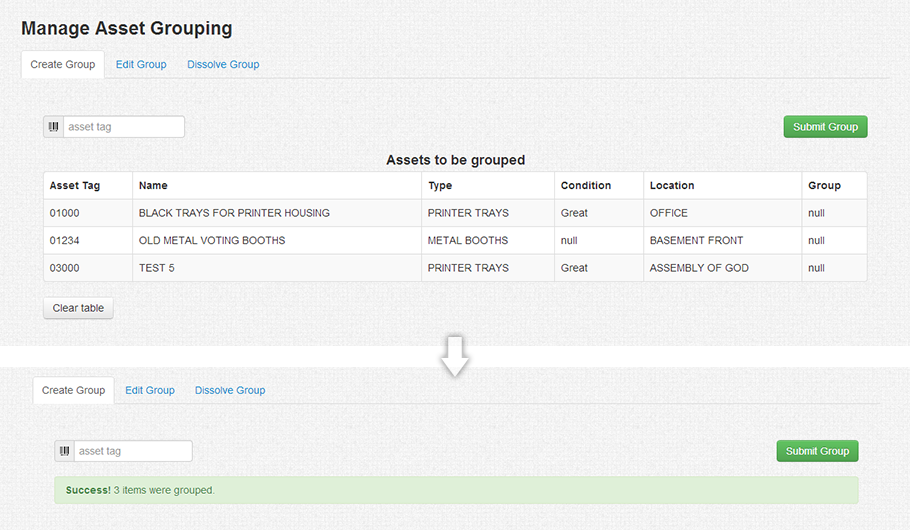 Manage Asset Grouping
Create Group Edit Group Dissolve Group
asset tag Submit Group
Assets to be grouped
Asset Tag Name Type Condition Location Group
01000 BLACK TRAYS FOR PRINTER HOUSING PRINTER TRAYS Great OFFICE null
01234 OLD METAL VOTING BOOTHS METAL BOOTHS null BASEMENT FRONT null
03000 TEST 5 PRINTER TRAYS Great ASSEMBLY OF GOD null
Clear table
Create Group Edit Group Dissolve Group
asset tag Submit Group
Success! 3 items were grouped.